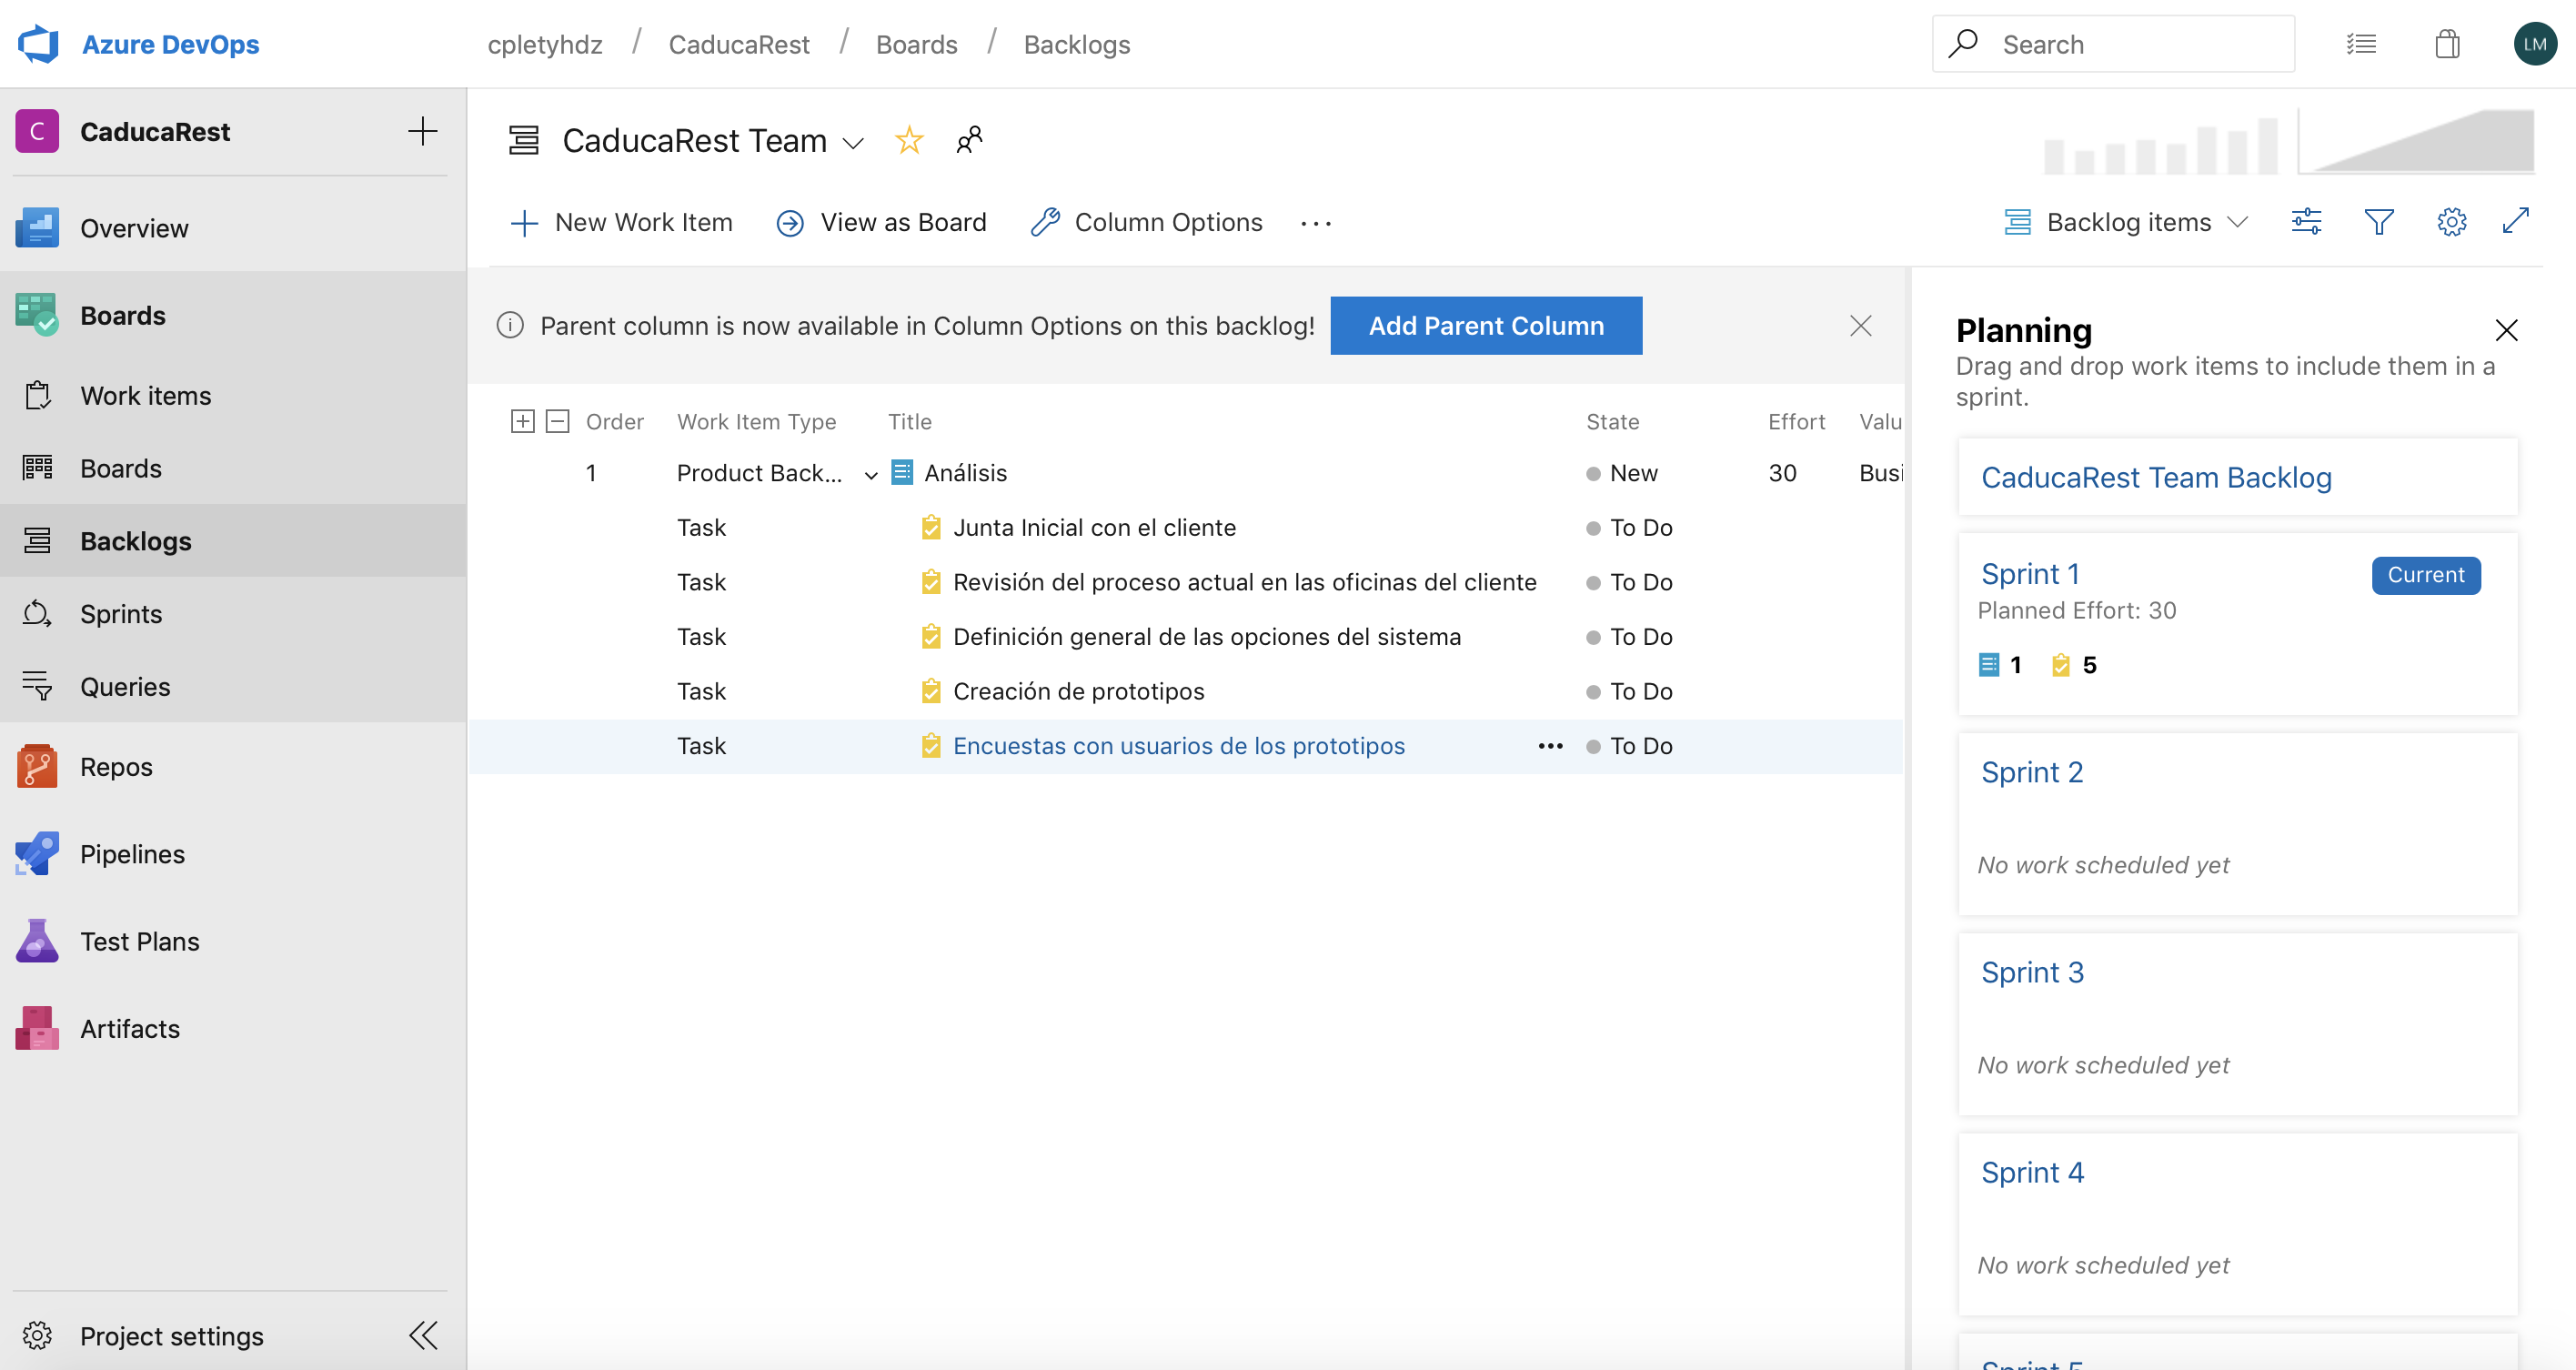 Azure DevOps
cpletyhdz / CaducaRest / Boards / Backlogs
Search
LM
C CaducaRest
Overview
Boards
Work items
Boards
Backlogs
Sprints
Queries
Repos
Pipelines
Test Plans
Artifacts
Project settings
CaducaRest Team
New Work Item View as Board Column Options ...
Backlog items
Parent column is now available in Column Options on this backlog! Add Parent Column
Order Work Item Type Title State Effort Valu
1 Product Back... Análisis New 30 Busi
Task Junta Inicial con el cliente To Do
Task Revisión del proceso actual en las oficinas del cliente To Do
Task Definición general de las opciones del sistema To Do
Task Creación de prototipos To Do
Task Encuestas con usuarios de los prototipos ... To Do
Planning
Drag and drop work items to include them in a
sprint.
CaducaRest Team Backlog
Sprint 1 Current
Planned Effort: 30
1 5
Sprint 2
No work scheduled yet
Sprint 3
No work scheduled yet
Sprint 4
No work scheduled yet
Sprint 5